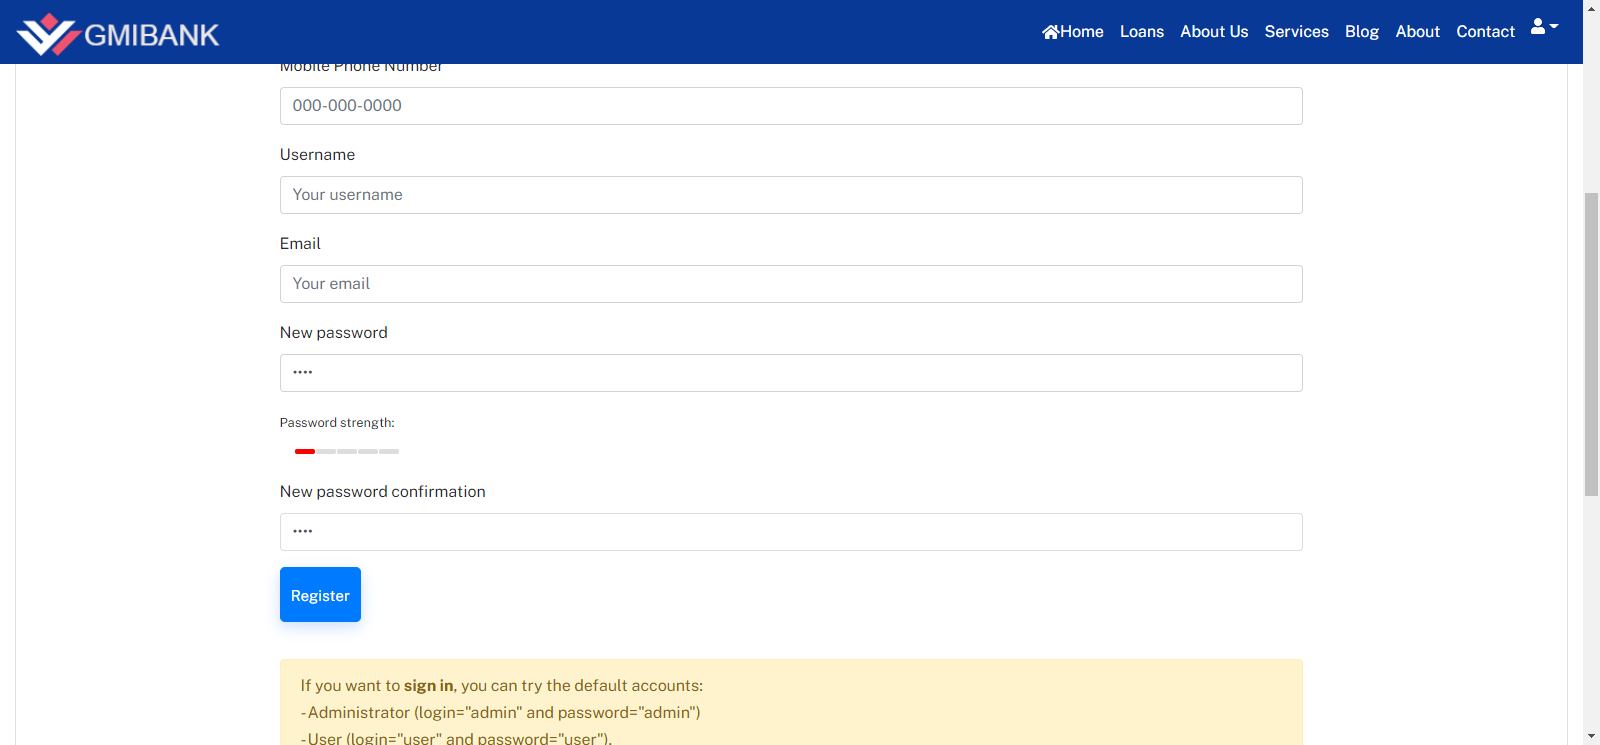 GMIBANK
Home Loans About Us Services Blog About Contact
Mobile Phone Number
000-000-0000
Username
Your username
Email
Your email
New password
••••
Password strength:
New password confirmation
••••
Register
If you want to sign in, you can try the default accounts:
- Administrator (login="admin" and password="admin")
- User (login="user" and password="user").